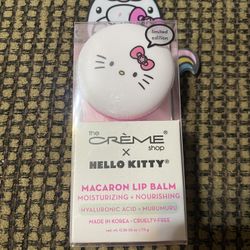 limited
edition
the
CRÈME
shop
×
HELLO KITTY®
MACARON LIP BALM
MOISTURIZING + NOURISHING
HYALURONIC ACID + MURUMURU
MADE IN KOREA • CRUELTY-FREE